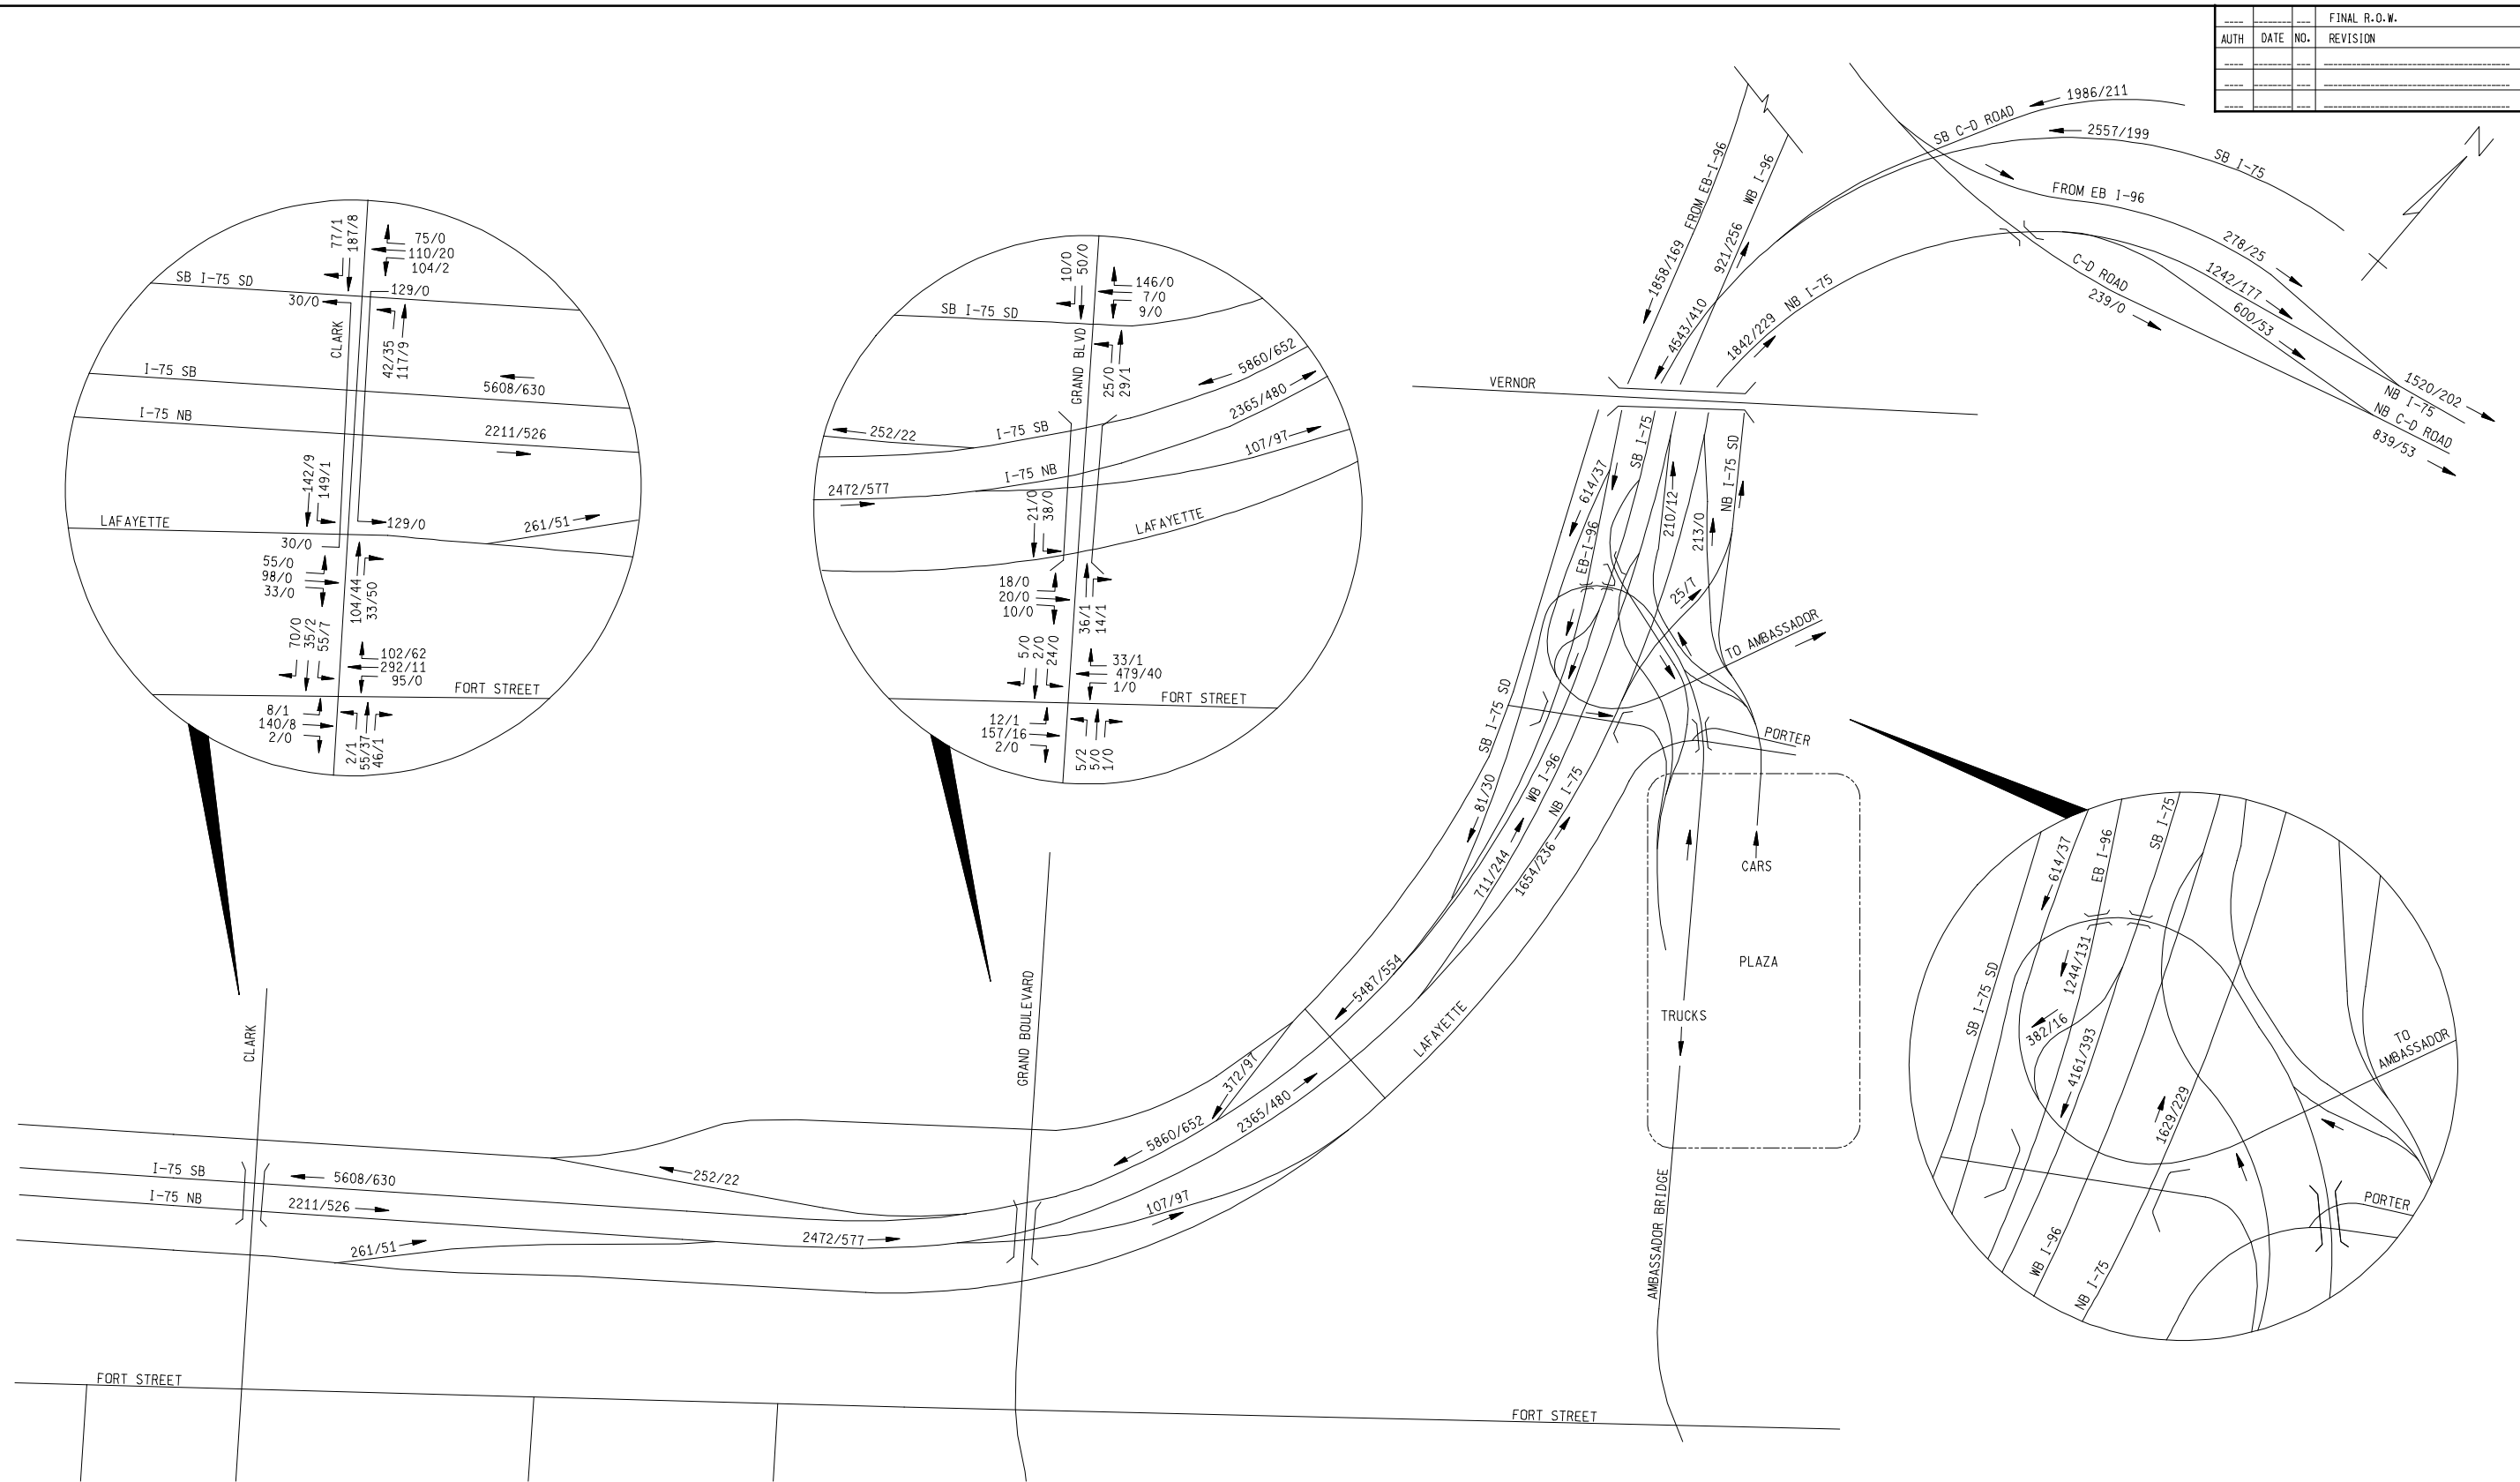 FINAL R.O.W.
AUTH DATE NO. REVISION
1986/211
SB C-D ROAD
2557/199
SB I-75
FROM EB I-96
278/25
1242/177
600/53
C-D ROAD
239/0
1520/202
NB I-75
NB C-D ROAD
839/53
N
FROM EB-I-96
1858/169
WB I-96
921/256
4543/410
1842/229
NB I-75
VERNOR
77/1
187/8
75/0
110/20
104/2
SB I-75 SD
30/0
129/0
CLARK
42/35
117/9
I-75 SB
5608/630
I-75 NB
2211/526
142/9
149/1
LAFAYETTE
129/0
261/51
30/0
55/0
98/0
33/0
104/44
33/50
70/0
35/2
55/7
102/62
292/11
95/0
FORT STREET
8/1
140/8
2/0
2/1
55/37
46/1
10/0
50/0
146/0
7/0
9/0
SB I-75 SD
GRAND BLVD
25/0
29/1
5860/652
2365/480
252/22
I-75 SB
107/97
I-75 NB
2472/577
21/0
38/0
LAFAYETTE
18/0
20/0
10/0
36/1
14/1
5/0
2/0
24/0
33/1
479/40
1/0
FORT STREET
12/1
157/16
2/0
5/2
5/0
1/0
614/37
SB I-75
EB-I-96
210/12
213/0
NB I-75 SD
25/7
TO AMBASSADOR
SB I-75 SD
PORTER
81/30
WB I-96
NB I-75
711/244
1654/236
CARS
PLAZA
TRUCKS
5487/554
LAFAYETTE
372/97
2365/480
5860/652
AMBASSADOR BRIDGE
CLARK
GRAND BOULEVARD
I-75 SB
5608/630
252/22
I-75 NB
2211/526
107/97
2472/577
261/51
FORT STREET
FORT STREET
614/37
EB I-96
SB I-75
1244/131
SB I-75 SD
382/16
4161/393
TO
AMBASSADOR
1629/229
PORTER
WB I-96
NB I-75